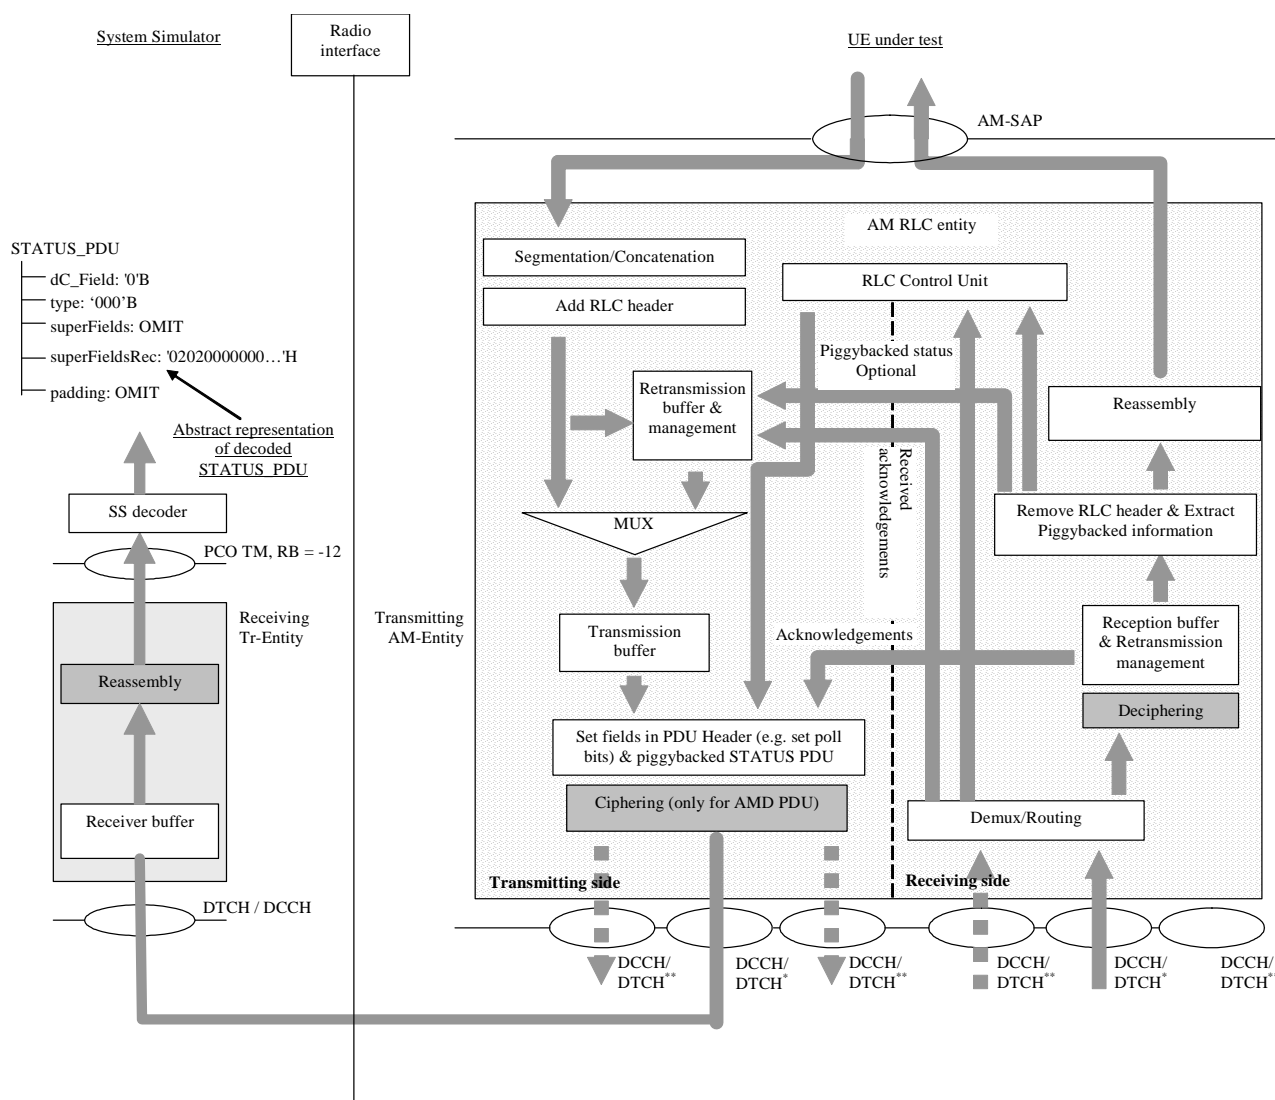 System Simulator
Radio
interface
UE under test
AM-SAP
AM RLC entity
STATUS_PDU
dC_Field: '0'B
type: ‘000’B
superFields: OMIT
superFieldsRec: '02020000000…'H
padding: OMIT
Abstract representation
of decoded
STATUS_PDU
SS decoder
PCO TM, RB = -12
Receiving
Tr-Entity
Reassembly
Receiver buffer
DTCH / DCCH
Transmitting
AM-Entity
Segmentation/Concatenation
Add RLC header
RLC Control Unit
Piggybacked status
Optional
Retransmission
buffer &
management
Reassembly
Received
acknowledgements
MUX
Remove RLC header & Extract
Piggybacked information
Transmission
buffer
Acknowledgements
Reception buffer
& Retransmission
management
Deciphering
Set fields in PDU Header (e.g. set poll
bits) & piggybacked STATUS PDU
Ciphering (only for AMD PDU)
Demux/Routing
Transmitting side
Receiving side
DCCH/
DTCH**
DCCH/
DTCH*
DCCH/
DTCH**
DCCH/
DTCH**
DCCH/
DTCH*
DCCH/
DTCH**